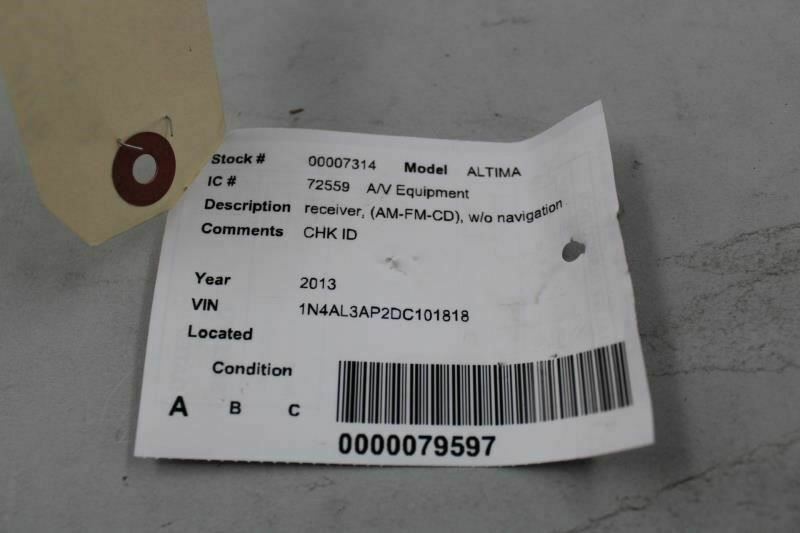 Stock # 00007314 Model ALTIMA
IC # 72559 A/V Equipment
Description receiver, (AM-FM-CD), w/o navigation
Comments CHK ID
Year 2013
VIN 1N4AL3AP2DC101818
Located
Condition
A B C
0000079597